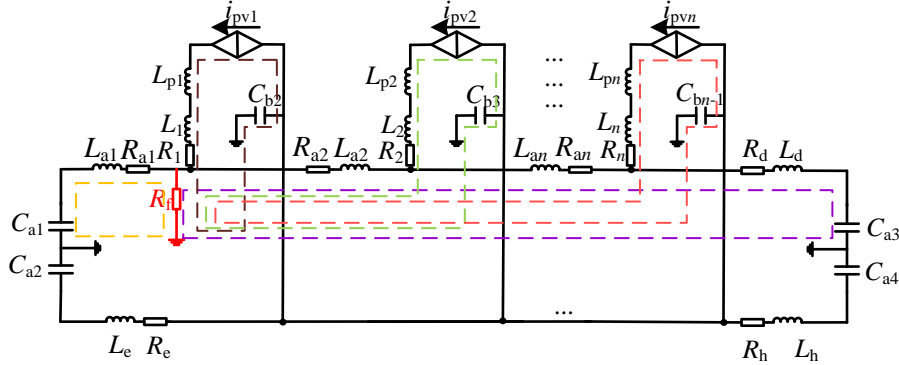 i_pv1 i_pv2 i_pvn
L_p1 L_p2 ... L_pn
C_b2 C_b3 ... C_bn-1
...
L_1 L_2 L_n
L_a1 R_a1 R_1 R_a2 L_a2 R_2 L_an R_an R_n R_d L_d
R_f
C_a1 C_a3
C_a2 C_a4
...
L_e R_e R_h L_h